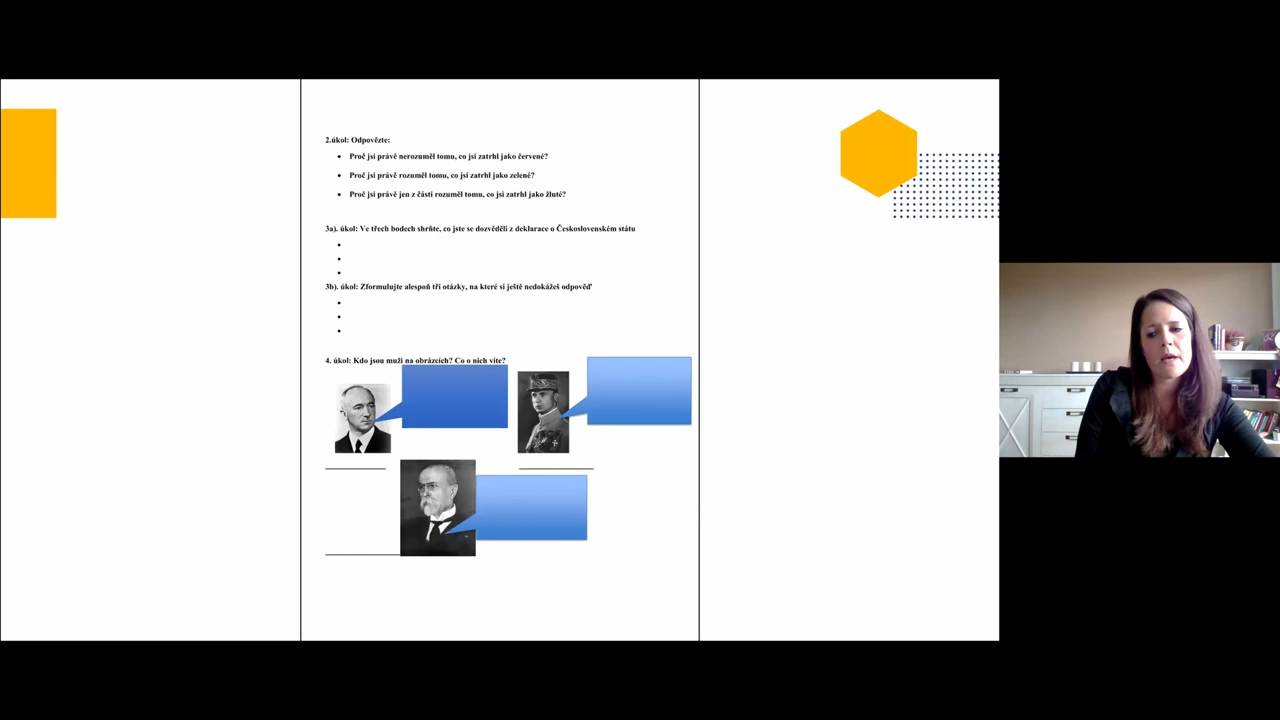 2.úkol: Odpovězte:
Proč jsi právě nerozuměl tomu, co jsi zatrhl jako červené?
Proč jsi právě rozuměl tomu, co jsi zatrhl jako zelené?
Proč jsi právě jen z části rozuměl tomu, co jsi zatrhl jako žluté?
3a). úkol: Ve třech bodech shrňte, co jste se dozvěděli z deklarace o Československém státu
3b). úkol: Zformulujte alespoň tři otázky, na které si ještě nedokážeš odpověď
4. úkol: Kdo jsou muži na obrázcích? Co o nich víte?